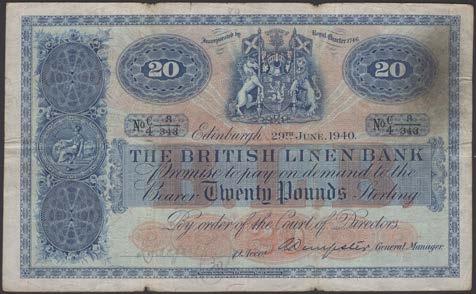 Incorporated by Royal Charter 1746
20 20
No. C/4 8/343 No. C/4 8/343
Edinburgh, 29TH JUNE, 1940.
THE BRITISH LINEN BANK
Promise to pay on demand to the
Bearer Twenty Pounds Sterling
By order of the Court of Directors
A Dempster General Manager.